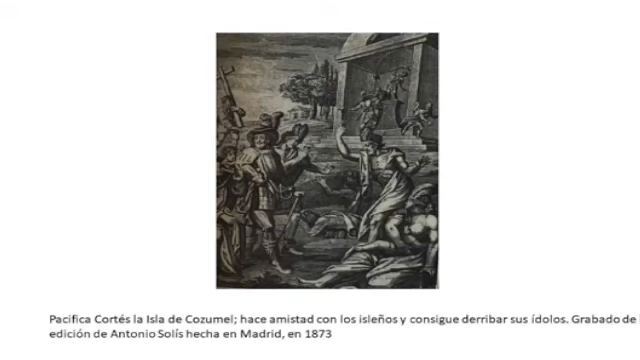 Pacifica Cortés la Isla de Cozumel; hace amistad con los isleños y consigue derribar sus ídolos. Grabado de
edición de Antonio Solís hecha en Madrid, en 1873